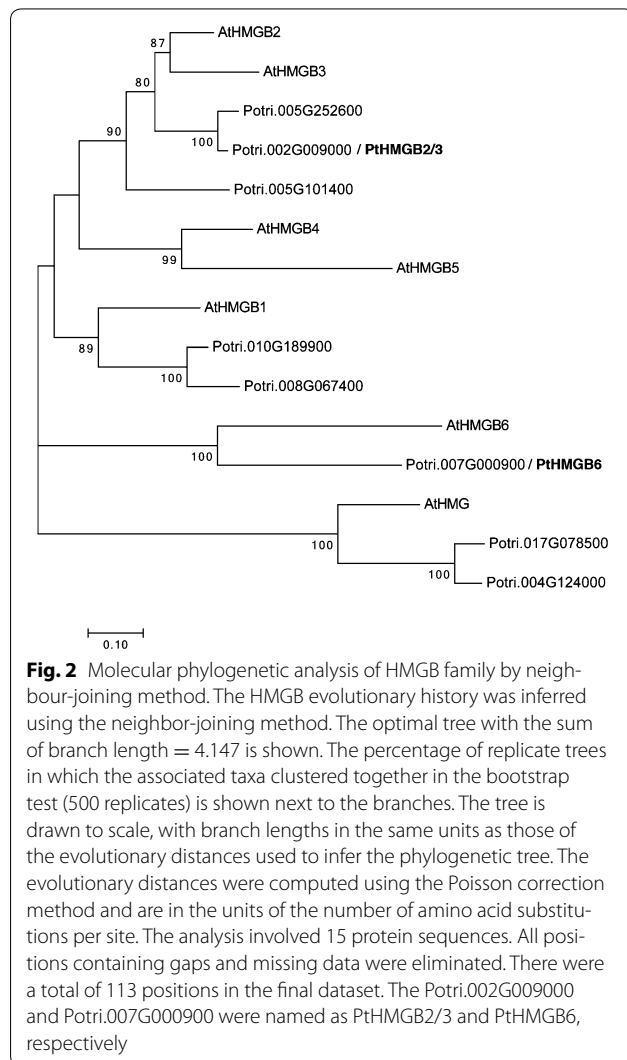 AtHMGB2
87
AtHMGB3
80
Potri.005G252600
90
100
Potri.002G009000 / PtHMGB2/3
Potri.005G101400
AtHMGB4
99
AtHMGB5
AtHMGB1
89
Potri.010G189900
100
Potri.008G067400
AtHMGB6
100
Potri.007G000900 / PtHMGB6
AtHMG
100
Potri.017G078500
100
Potri.004G124000
0.10
Fig. 2 Molecular phylogenetic analysis of HMGB family by neigh-
bour-joining method. The HMGB evolutionary history was inferred
using the neighbor-joining method. The optimal tree with the sum
of branch length = 4.147 is shown. The percentage of replicate trees
in which the associated taxa clustered together in the bootstrap
test (500 replicates) is shown next to the branches. The tree is
drawn to scale, with branch lengths in the same units as those of
the evolutionary distances used to infer the phylogenetic tree. The
evolutionary distances were computed using the Poisson correction
method and are in the units of the number of amino acid substitu-
tions per site. The analysis involved 15 protein sequences. All posi-
tions containing gaps and missing data were eliminated. There were
a total of 113 positions in the final dataset. The Potri.002G009000
and Potri.007G000900 were named as PtHMGB2/3 and PtHMGB6,
respectively